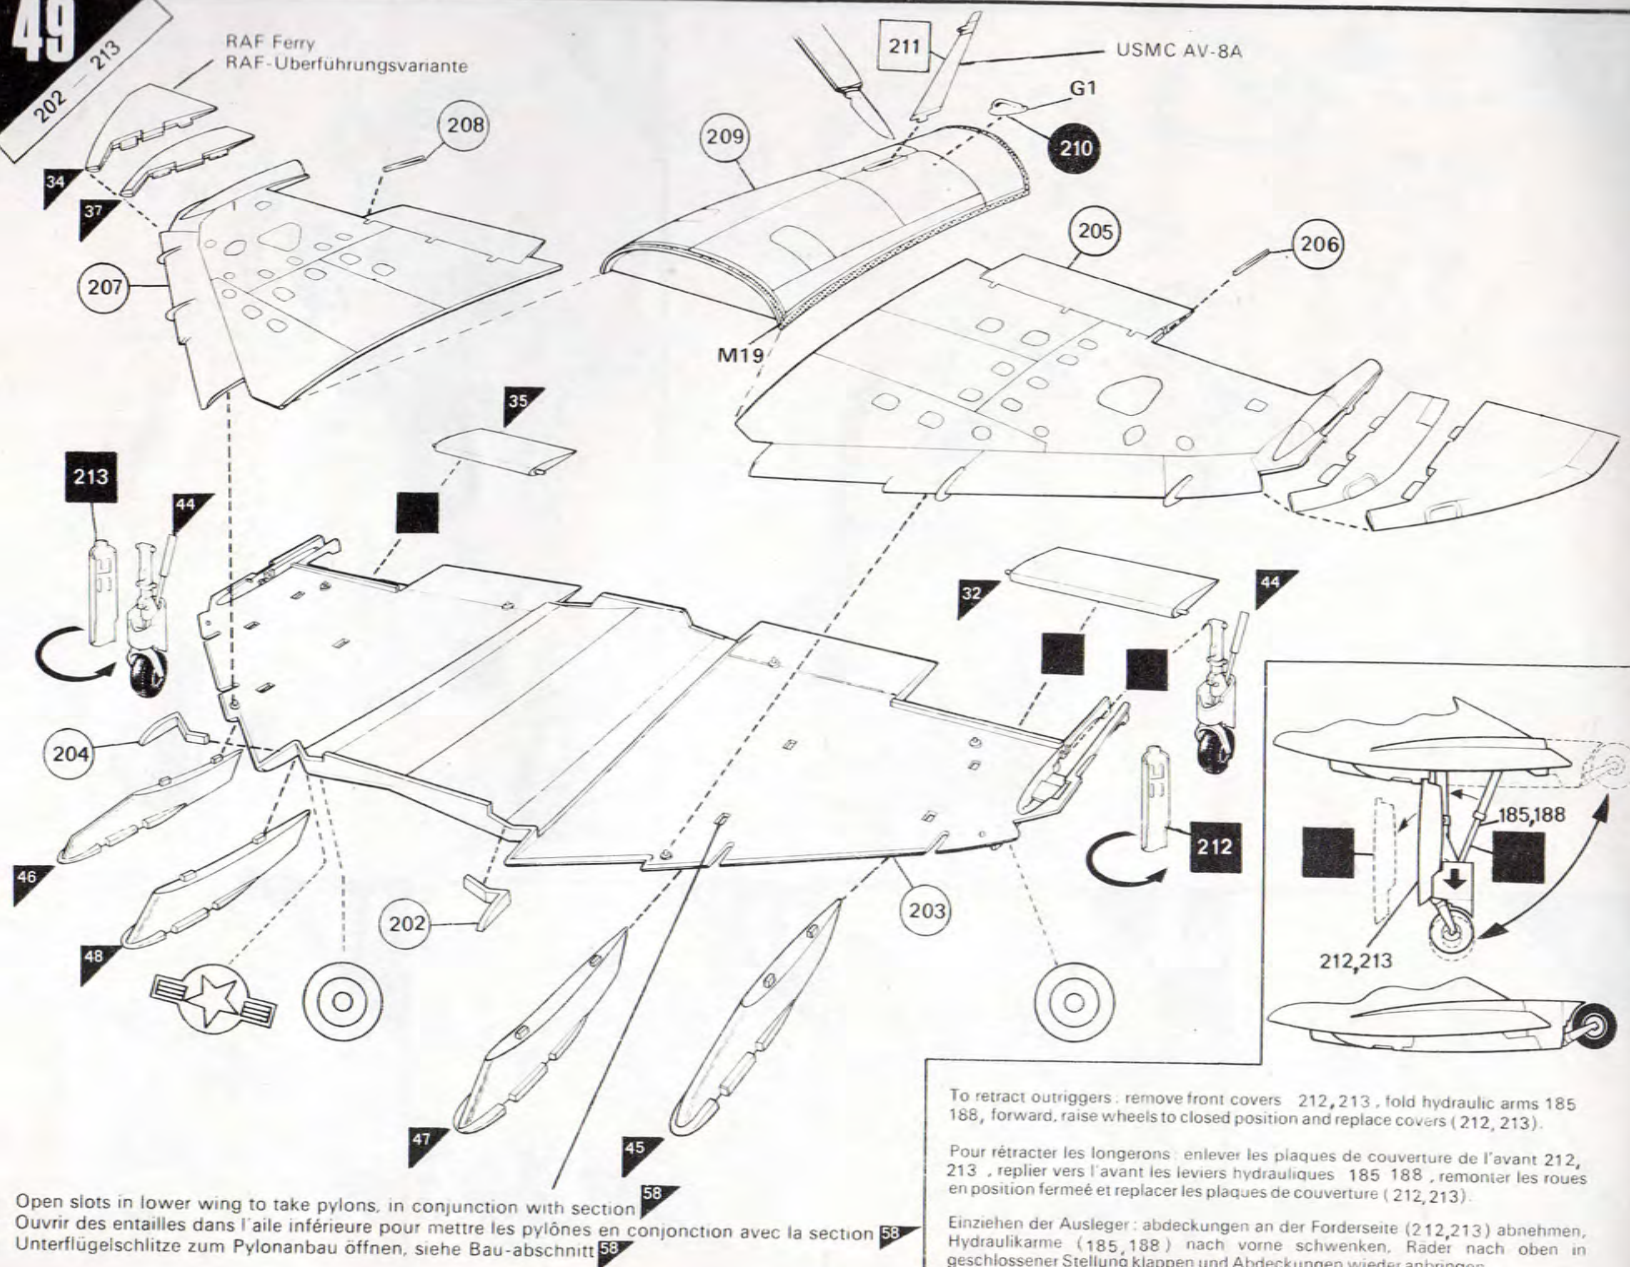 49
202 — 213
RAF Ferry
RAF-Uberführungsvariante
34
37
207
208
209
211
USMC AV-8A
G1
210
205
206
M19
35
213
44
32
44
204
46
48
202
203
212
47
45
185,188
212,213
Open slots in lower wing to take pylons, in conjunction with section 58
Ouvrir des entailles dans l'aile inférieure pour mettre les pylônes en conjonction avec la section 58
Unterflügelschlitze zum Pylonanbau öffnen, siehe Bau-abschnitt 58
To retract outriggers : remove front covers 212,213 , fold hydraulic arms 185
188, forward, raise wheels to closed position and replace covers (212, 213).
Pour rétracter les longerons : enlever les plaques de couverture de l'avant 212,
213 , replier vers l'avant les leviers hydrauliques 185 188 , remonter les roues
en position fermeé et replacer les plaques de couverture ( 212,213).
Einziehen der Ausleger : abdeckungen an der Forderseite (212,213) abnehmen,
Hydraulikarme (185,188) nach vorne schwenken, Räder nach oben in
geschlossener Stellung klappen und Abdeckungen wieder anbringen